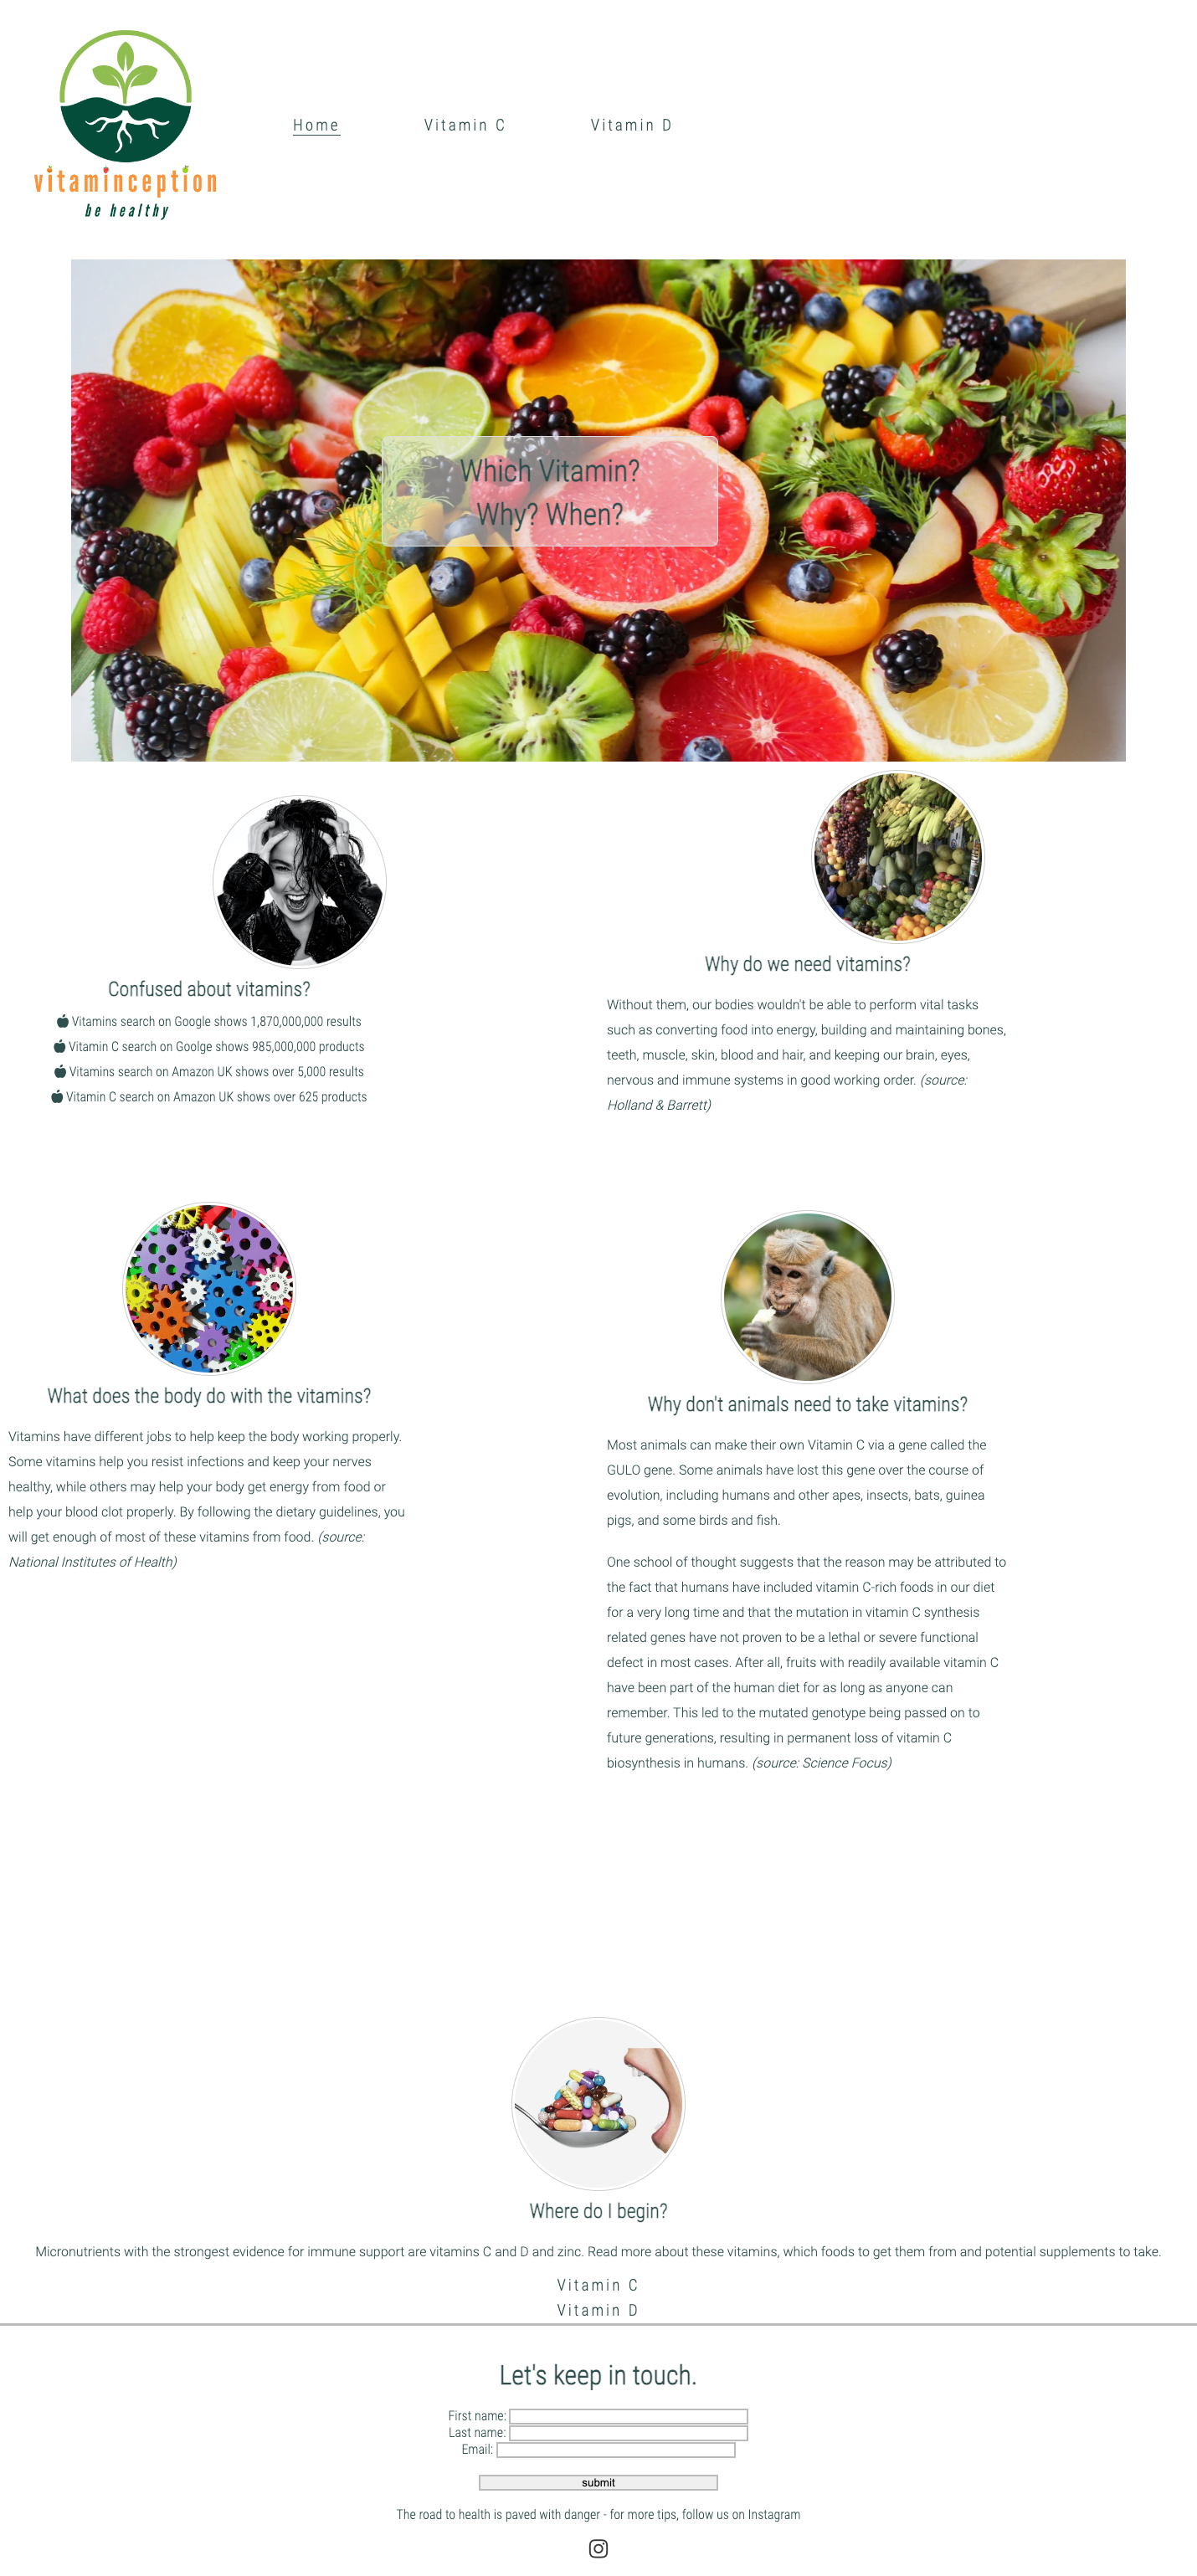 vitaminception
be healthy
Home
Vitamin C
Vitamin D
Which Vitamin?
Why? When?
Confused about vitamins?
Vitamins search on Google shows 1,870,000,000 results
Vitamin C search on Goolge shows 985,000,000 products
Vitamins search on Amazon UK shows over 5,000 results
Vitamin C search on Amazon UK shows over 625 products
Why do we need vitamins?
Without them, our bodies wouldn't be able to perform vital tasks
such as converting food into energy, building and maintaining bones,
teeth, muscle, skin, blood and hair, and keeping our brain, eyes,
nervous and immune systems in good working order. (source:
Holland & Barrett)
What does the body do with the vitamins?
Vitamins have different jobs to help keep the body working properly.
Some vitamins help you resist infections and keep your nerves
healthy, while others may help your body get energy from food or
help your blood clot properly. By following the dietary guidelines, you
will get enough of most of these vitamins from food. (source:
National Institutes of Health)
Why don't animals need to take vitamins?
Most animals can make their own Vitamin C via a gene called the
GULO gene. Some animals have lost this gene over the course of
evolution, including humans and other apes, insects, bats, guinea
pigs, and some birds and fish.
One school of thought suggests that the reason may be attributed to
the fact that humans have included vitamin C-rich foods in our diet
for a very long time and that the mutation in vitamin C synthesis
related genes have not proven to be a lethal or severe functional
defect in most cases. After all, fruits with readily available vitamin C
have been part of the human diet for as long as anyone can
remember. This led to the mutated genotype being passed on to
future generations, resulting in permanent loss of vitamin C
biosynthesis in humans. (source: Science Focus)
Where do I begin?
Micronutrients with the strongest evidence for immune support are vitamins C and D and zinc. Read more about these vitamins, which foods to get them from and potential supplements to take.
Vitamin C
Vitamin D
Let's keep in touch.
First name:
Last name:
Email:
submit
The road to health is paved with danger - for more tips, follow us on Instagram